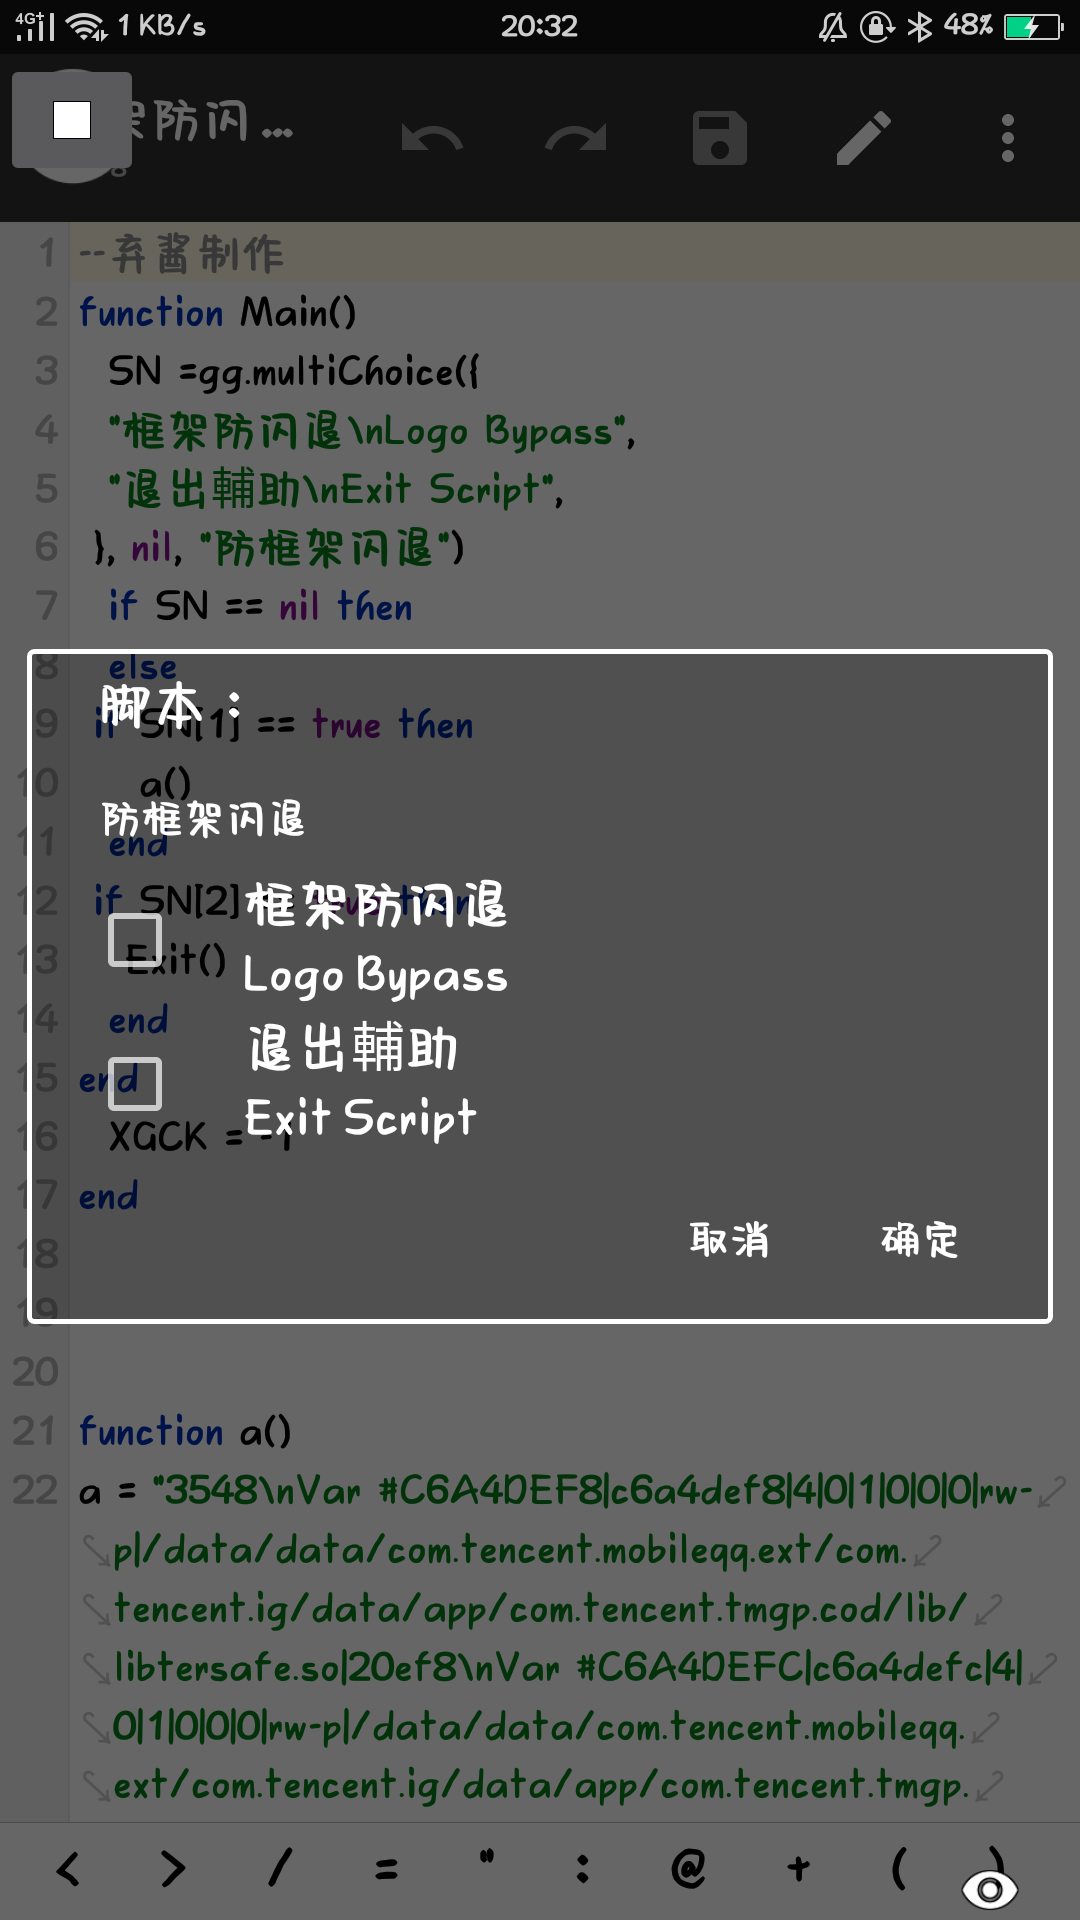 4G+ 1 KB/s 20:32 48%
架防闪 ...
1 --弃酱制作
2 function Main()
3 SN =gg.multiChoice({
4 "框架防闪退\nLogo Bypass",
5 "退出輔助\nExit Script",
6 }, nil, "防框架闪退")
7 if SN == nil then
8 else
脚本：
9 if SN[1] == true then
10 a()
防框架闪退
11 end
12 if SN[2] == true then
框架防闪退
13 Exit()
Logo Bypass
14 end
退出輔助
15 end
Exit Script
16 XGCK = -1
17 end
取消 确定
18
19
20
21 function a()
22 a = "3548\nVar #C6A4DEF8|c6a4def8|4|0|1|0|0|0|rw-
p|/data/data/com.tencent.mobileqq.ext/com.
tencent.ig/data/app/com.tencent.tmgp.cod/lib/
libtersafe.so|20ef8\nVar #C6A4DEFC|c6a4defc|4|
0|1|0|0|0|rw-p|/data/data/com.tencent.mobileqq.
ext/com.tencent.ig/data/app/com.tencent.tmgp.
< > / = " : @ + ( )